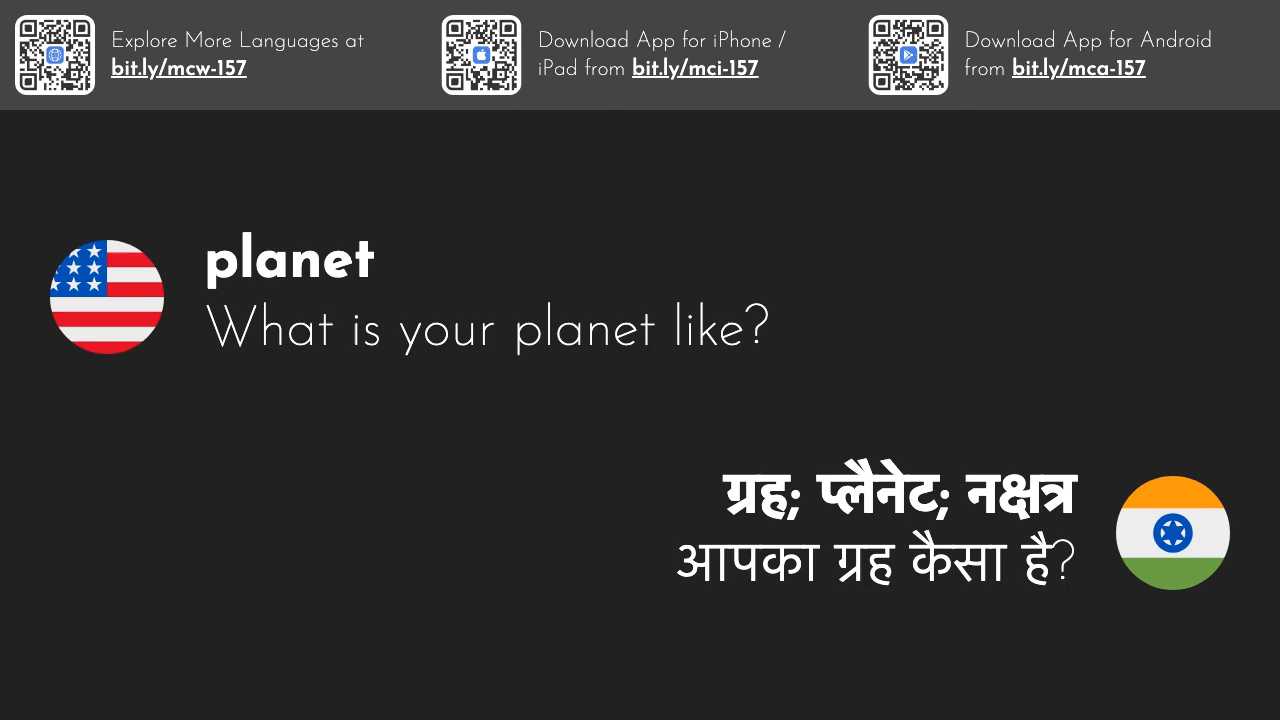 Explore More Languages at
bit.ly/mcw-157
Download App for iPhone /
iPad from bit.ly/mci-157
Download App for Android
from bit.ly/mca-157
planet
What is your planet like?
ग्रह; प्लैनेट; नक्षत्र
आपका ग्रह कैसा है?